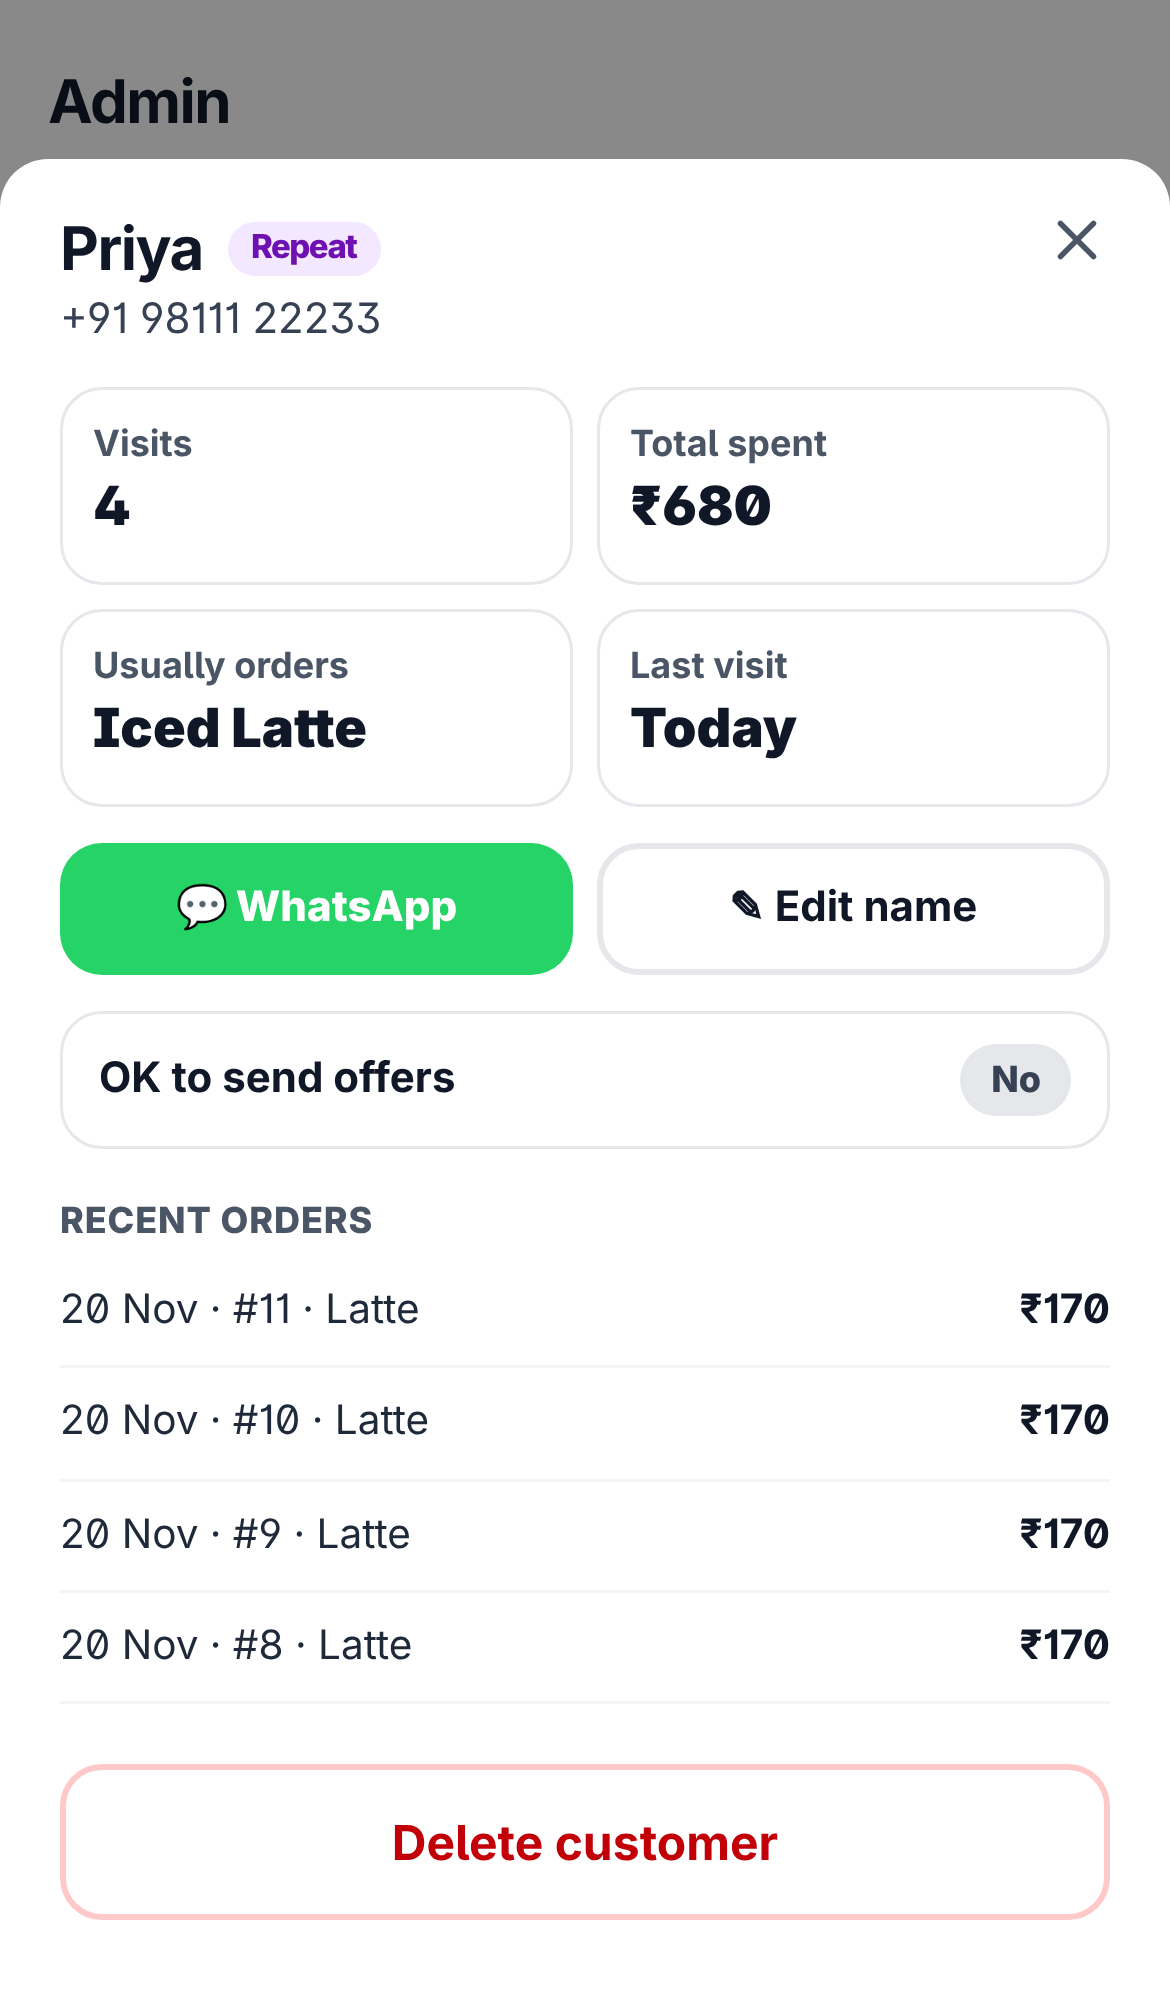 Admin
Priya Repeat
+91 98111 22233
Visits
4
Total spent
₹680
Usually orders
Iced Latte
Last visit
Today
💬 WhatsApp
✎ Edit name
OK to send offers No
RECENT ORDERS
20 Nov · #11 · Latte ₹170
20 Nov · #10 · Latte ₹170
20 Nov · #9 · Latte ₹170
20 Nov · #8 · Latte ₹170
Delete customer